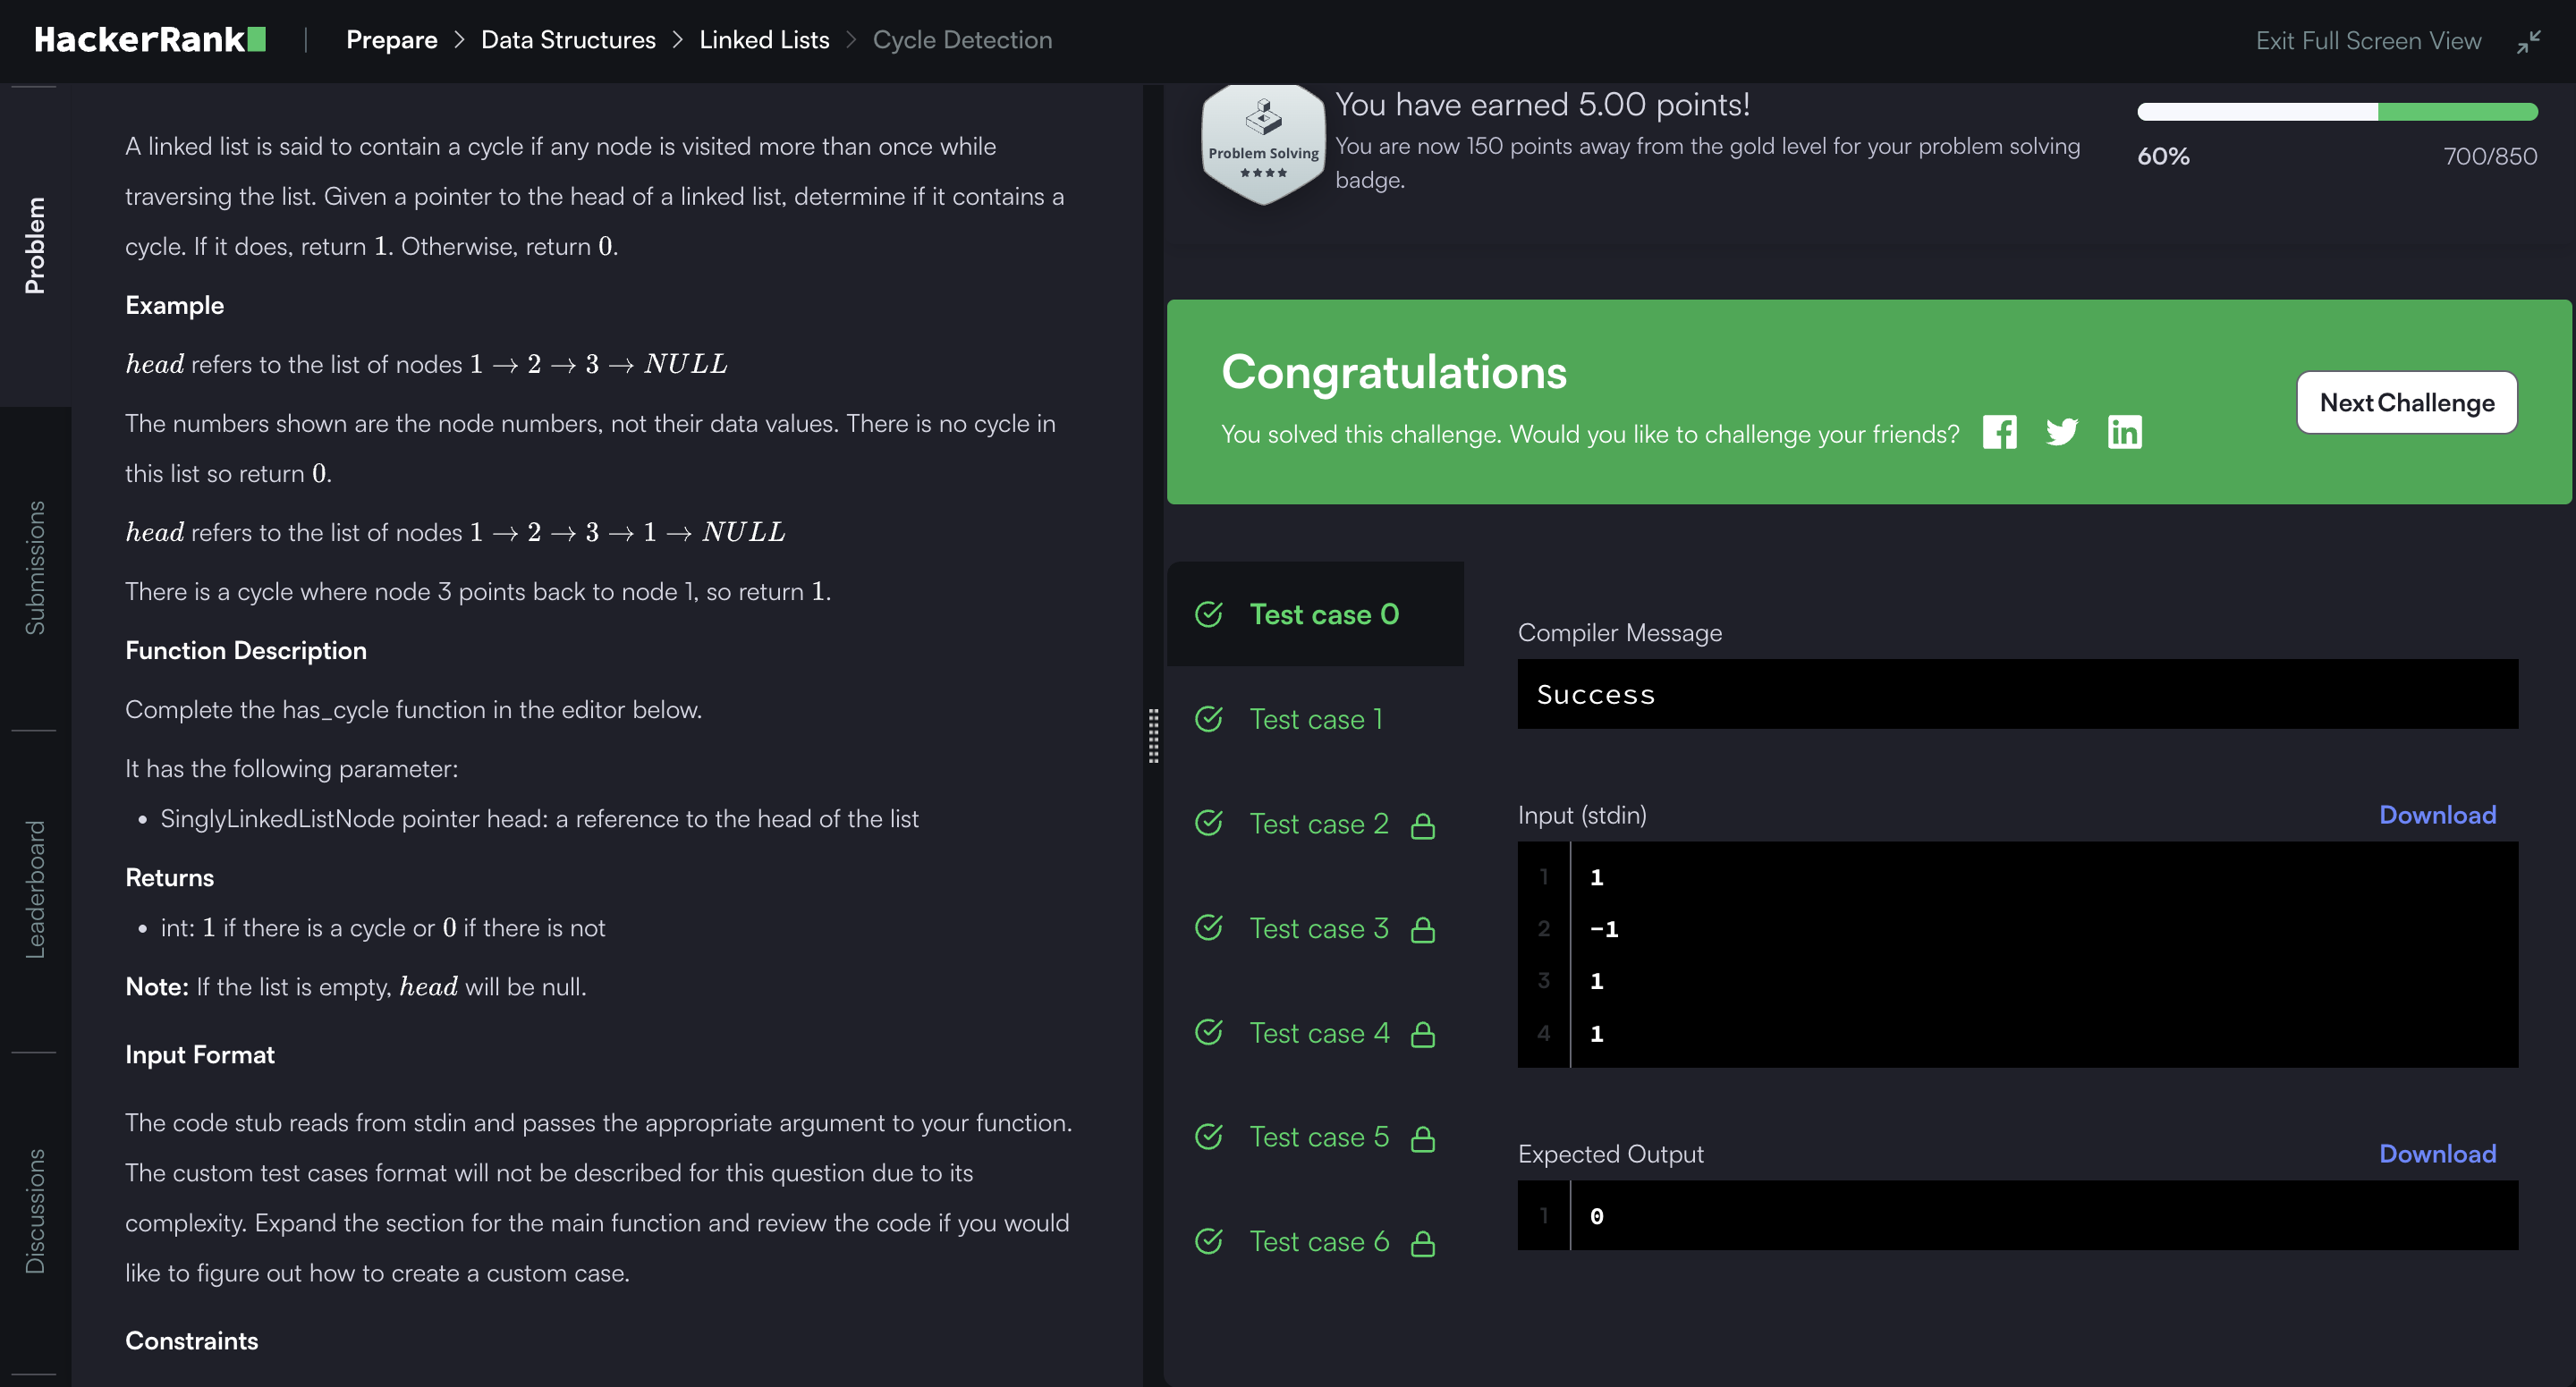 HackerRank | Prepare > Data Structures > Linked Lists > Cycle Detection
Exit Full Screen View
Problem
Submissions
Leaderboard
Discussions
A linked list is said to contain a cycle if any node is visited more than once while
traversing the list. Given a pointer to the head of a linked list, determine if it contains a
cycle. If it does, return 1. Otherwise, return 0.
Example
head refers to the list of nodes 1 → 2 → 3 → NULL
The numbers shown are the node numbers, not their data values. There is no cycle in
this list so return 0.
head refers to the list of nodes 1 → 2 → 3 → 1 → NULL
There is a cycle where node 3 points back to node 1, so return 1.
Function Description
Complete the has_cycle function in the editor below.
It has the following parameter:
• SinglyLinkedListNode pointer head: a reference to the head of the list
Returns
• int: 1 if there is a cycle or 0 if there is not
Note: If the list is empty, head will be null.
Input Format
The code stub reads from stdin and passes the appropriate argument to your function.
The custom test cases format will not be described for this question due to its
complexity. Expand the section for the main function and review the code if you would
like to figure out how to create a custom case.
Constraints
Problem Solving
You have earned 5.00 points!
You are now 150 points away from the gold level for your problem solving
badge.
60%
700/850
Congratulations
You solved this challenge. Would you like to challenge your friends?
Next Challenge
Test case 0
Test case 1
Test case 2
Test case 3
Test case 4
Test case 5
Test case 6
Compiler Message
Success
Input (stdin)
Download
1 1
2 -1
3 1
4 1
Expected Output
Download
1 0